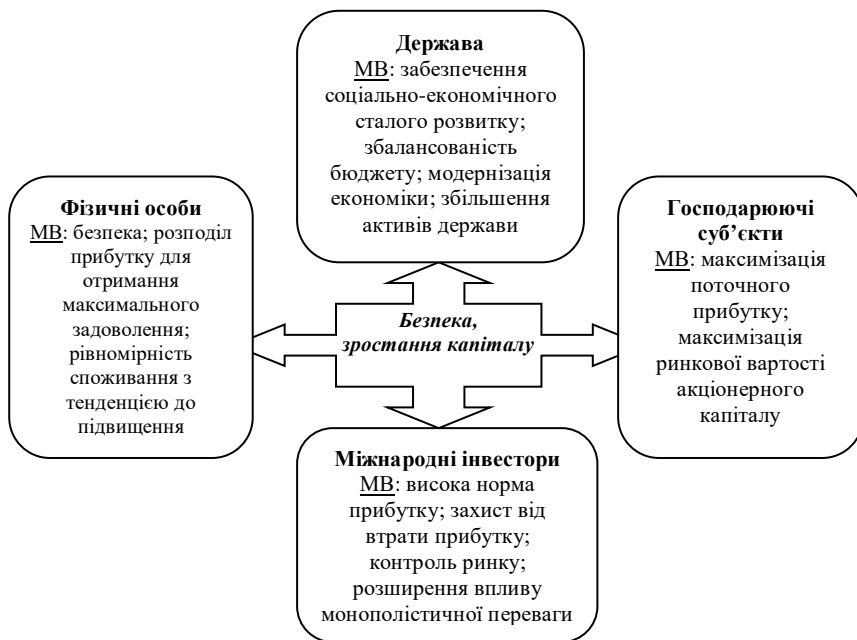 Держава
МВ: забезпечення
соціально-економічного
сталого розвитку;
збалансованість
бюджету; модернізація
економіки; збільшення
активів держави
Фізичні особи
МВ: безпека; розподіл
прибутку для
отримання
максимального
задоволення;
рівномірність
споживання з
тенденцією до
підвищення
Безпека,
зростання капіталу
Господарюючі
суб’єкти
МВ: максимізація
поточного
прибутку;
максимізація
ринкової вартості
акціонерного
капіталу
Міжнародні інвестори
МВ: висока норма
прибутку; захист від
втрати прибутку;
контроль ринку;
розширення впливу
монополістичної переваги